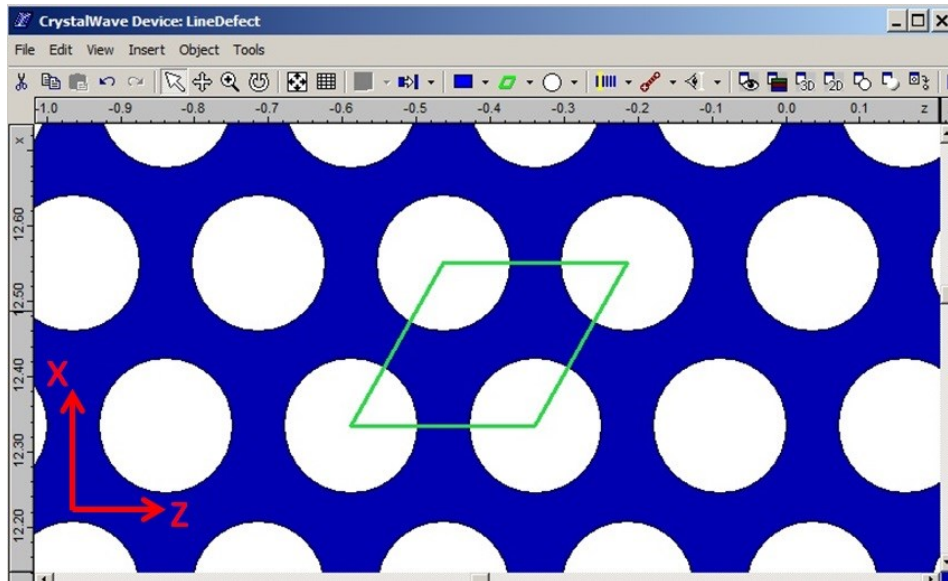 CrystalWave Device: LineDefect
File Edit View Insert Object Tools
3D 2D
-1.0 -0.9 -0.8 -0.7 -0.6 -0.5 -0.4 -0.3 -0.2 -0.1 0.0 0.1 z
x
12.60
12.50
12.40
12.30
12.20
X
Z